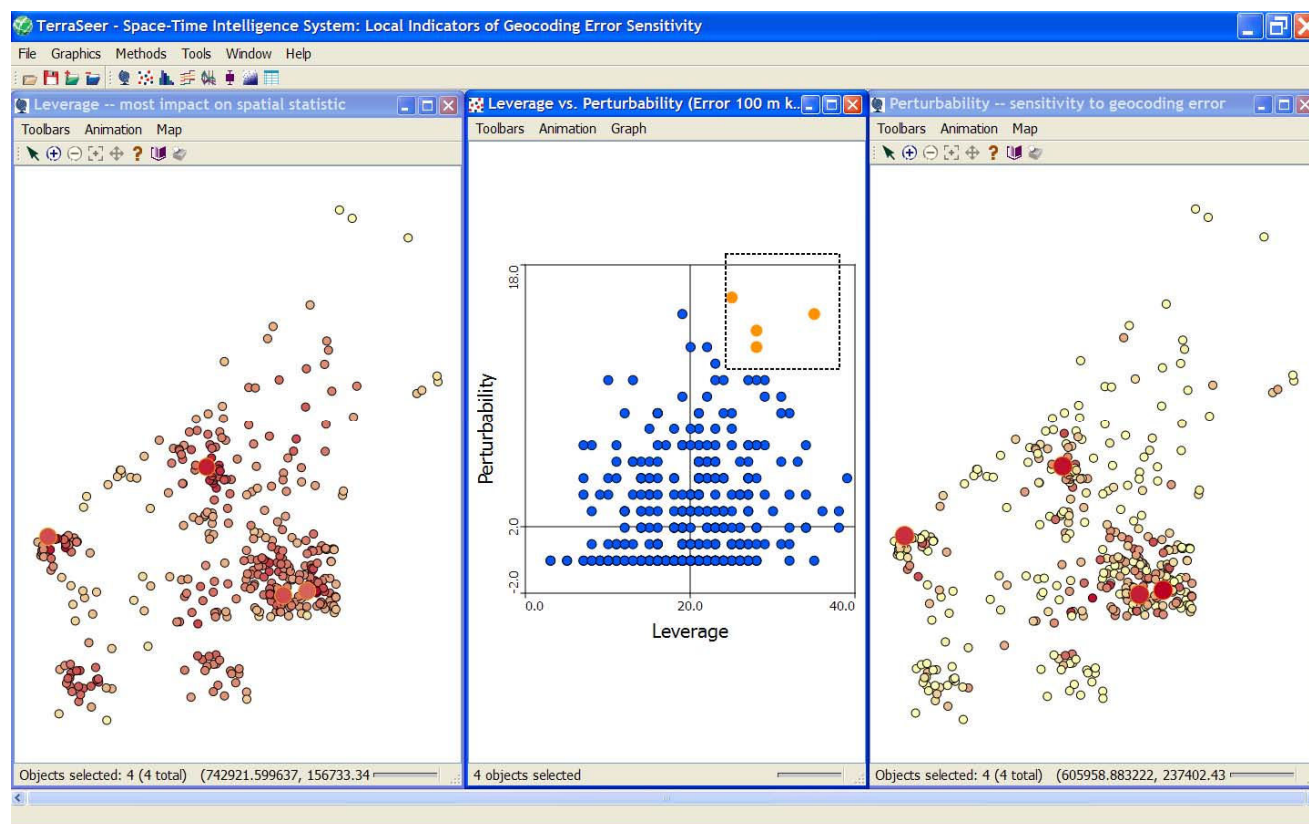 TerraSeer - Space-Time Intelligence System: Local Indicators of Geocoding Error Sensitivity
File Graphics Methods Tools Window Help
Leverage -- most impact on spatial statistic
Toolbars Animation Map
Objects selected: 4 (4 total) (742921.599637, 156733.34
Leverage vs. Perturbability (Error 100 m k..
Toolbars Animation Graph
18.0
Perturbability
2.0
-2.0
0.0 20.0 40.0
Leverage
4 objects selected
Perturbability -- sensitivity to geocoding error
Toolbars Animation Map
Objects selected: 4 (4 total) (605958.883222, 237402.43